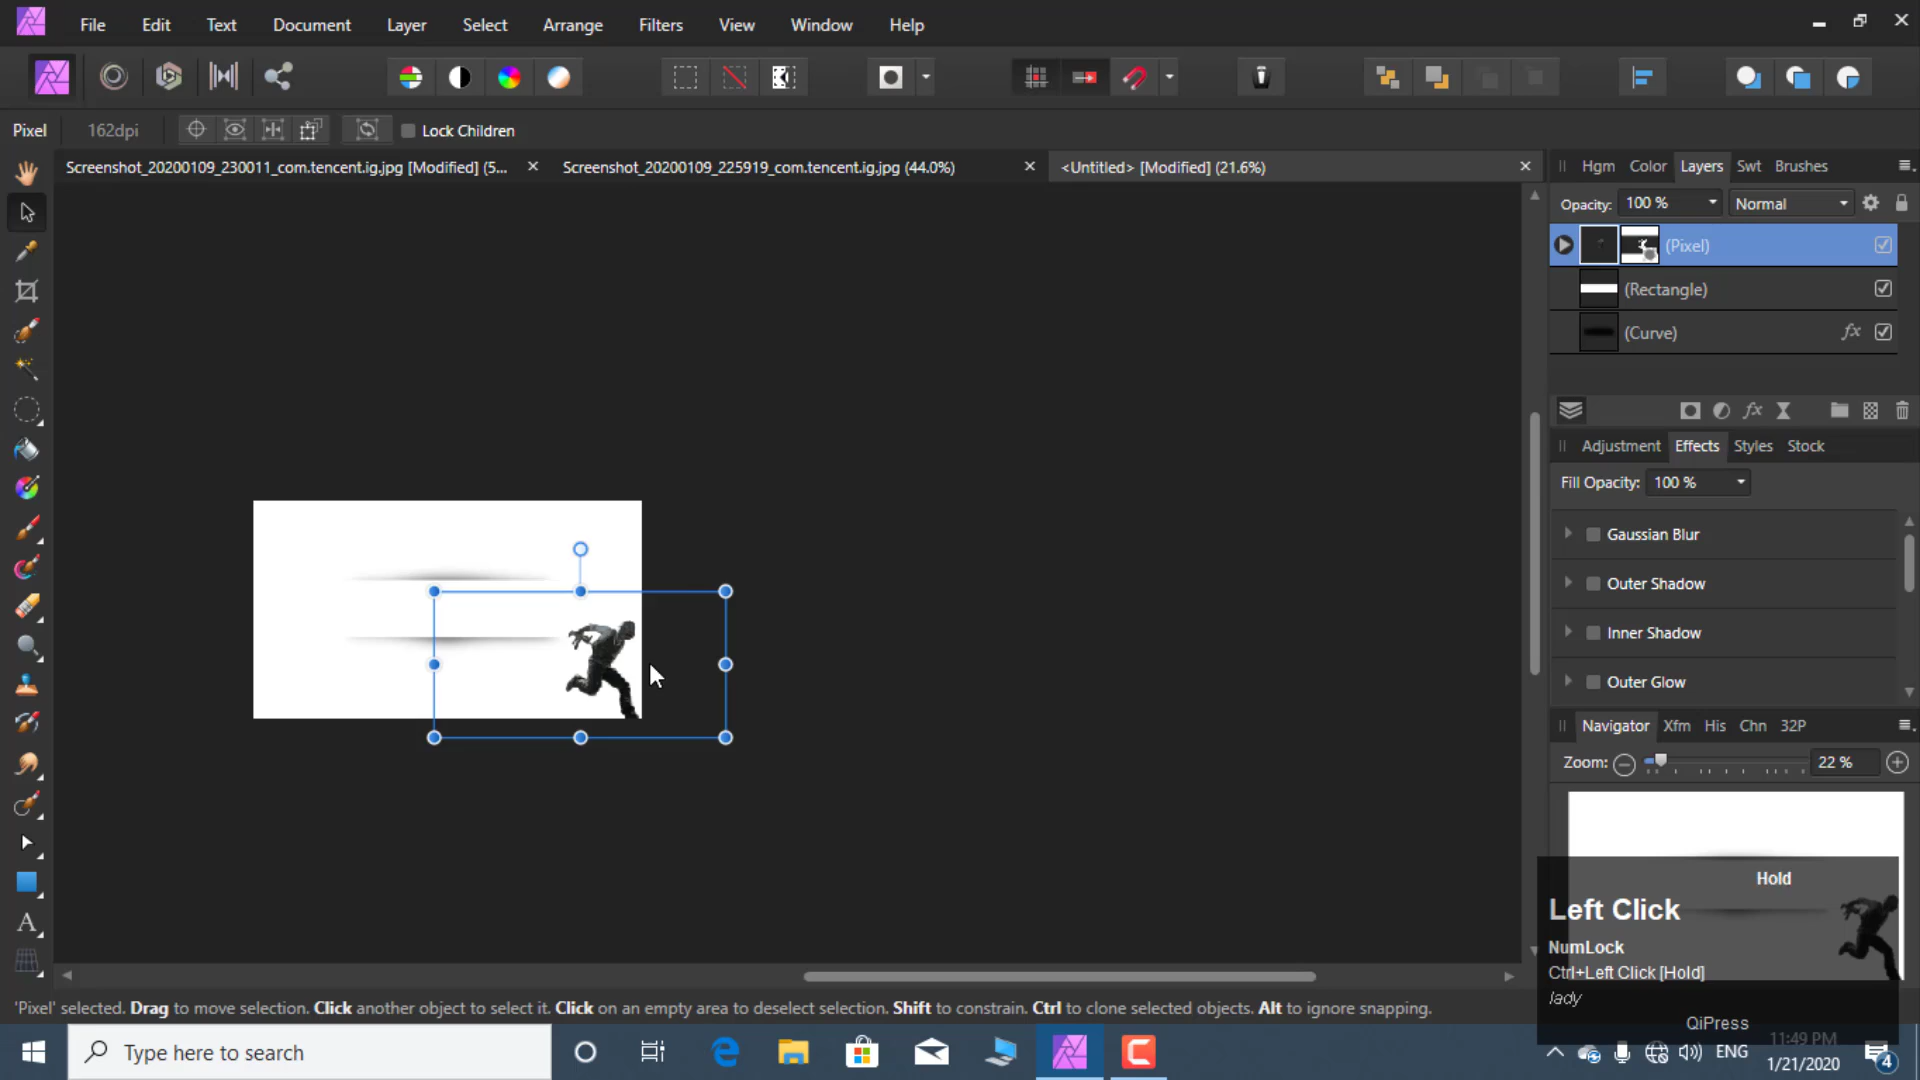 File Edit Text Document Layer Select Arrange Filters View Window Help
Pixel 162dpi Lock Children
Screenshot_20200109_230011_com.tencent.ig.jpg [Modified] (5... Screenshot_20200109_225919_com.tencent.ig.jpg (44.0%) <Untitled> [Modified] (21.6%)
Hgm Color Layers Swt Brushes
Opacity: 100 % Normal
(Pixel)
(Rectangle)
(Curve) fx
fx
Adjustment Effects Styles Stock
Fill Opacity: 100 %
Gaussian Blur
Outer Shadow
Inner Shadow
Outer Glow
Navigator Xfm His Chn 32P
Zoom: 22 %
Hold
Left Click
NumLock
Ctrl+Left Click [Hold]
lady
QiPress
'Pixel' selected. Drag to move selection. Click another object to select it. Click on an empty area to deselect selection. Shift to constrain. Ctrl to clone selected objects. Alt to ignore snapping.
Type here to search
ENG
11:49 PM
1/21/2020
4